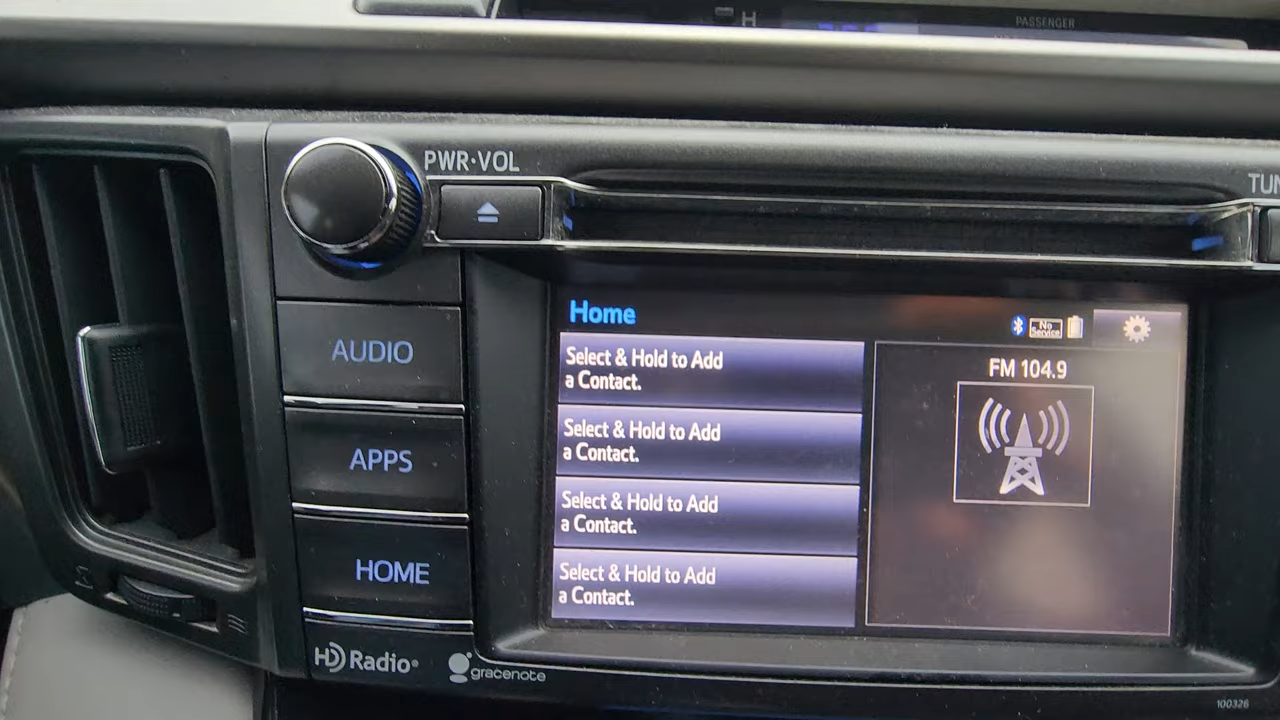 H
PASSENGER
PWR·VOL
TUN
AUDIO
APPS
HOME
Home
No
Service
Select & Hold to Add
a Contact.
Select & Hold to Add
a Contact.
Select & Hold to Add
a Contact.
Select & Hold to Add
a Contact.
FM 104.9
HD Radio®
gracenote
100326